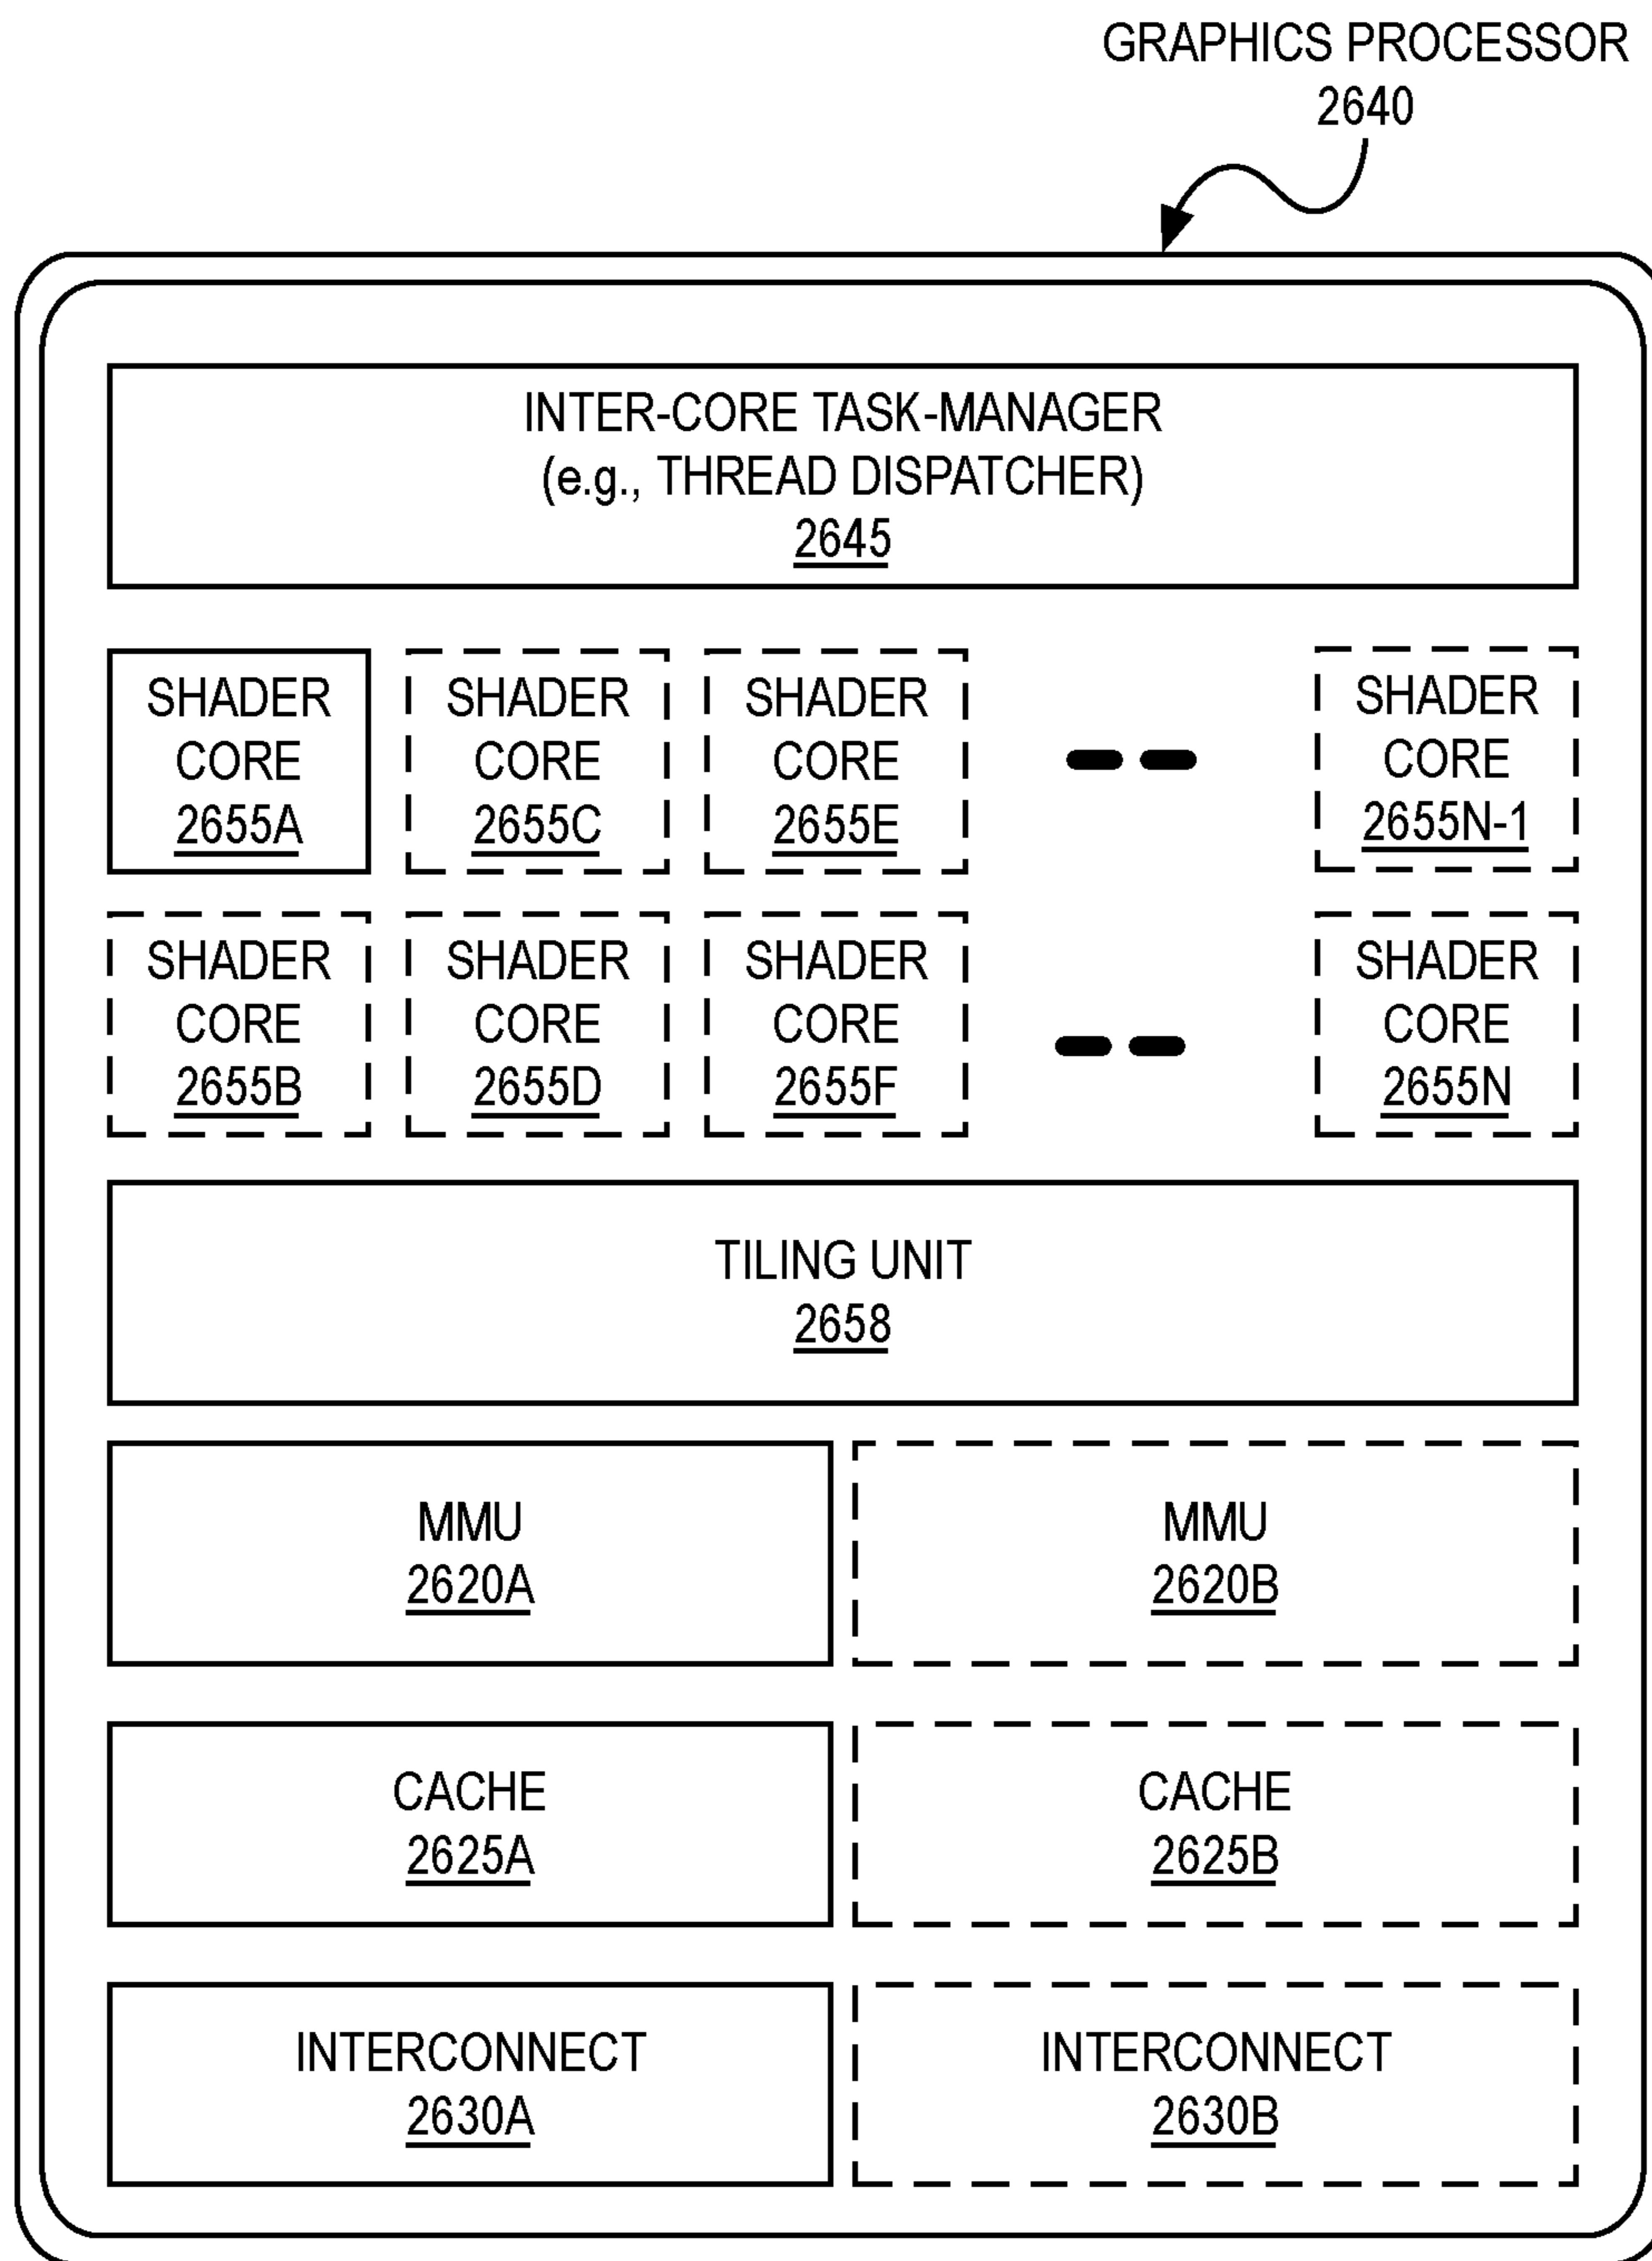 GRAPHICS PROCESSOR
2640
INTER-CORE TASK-MANAGER
(e.g., THREAD DISPATCHER)
2645
SHADER
CORE
2655A
SHADER
CORE
2655C
SHADER
CORE
2655E
SHADER
CORE
2655N-1
SHADER
CORE
2655B
SHADER
CORE
2655D
SHADER
CORE
2655F
SHADER
CORE
2655N
TILING UNIT
2658
MMU
2620A
MMU
2620B
CACHE
2625A
CACHE
2625B
INTERCONNECT
2630A
INTERCONNECT
2630B